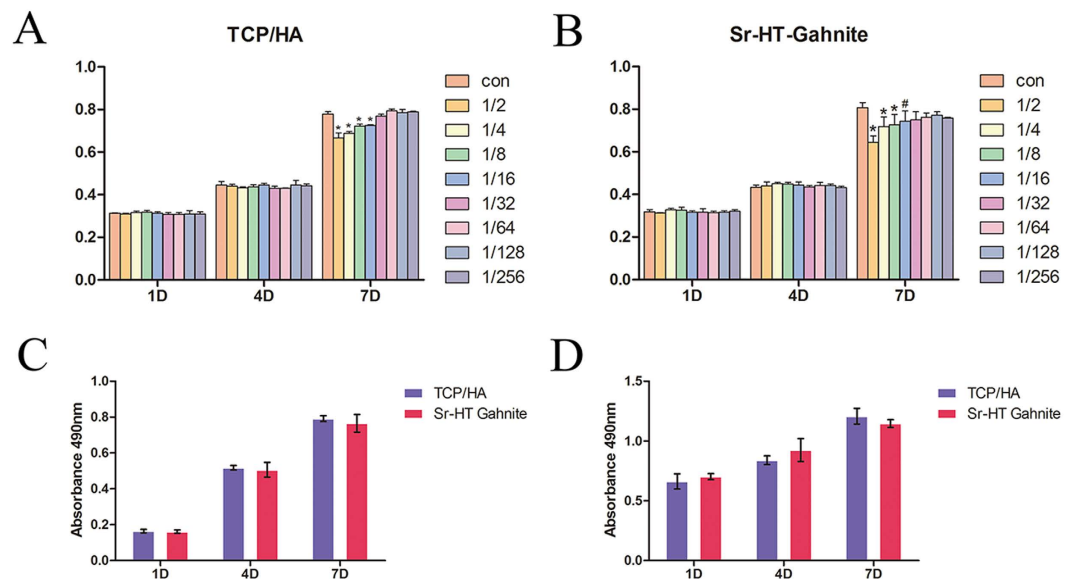 A
TCP/HA
1.0
0.8
0.6
0.4
0.2
0.0
* * * *
1D 4D 7D
con
1/2
1/4
1/8
1/16
1/32
1/64
1/128
1/256
B
Sr-HT-Gahnite
1.0
0.8
0.6
0.4
0.2
0.0
* * * #
1D 4D 7D
con
1/2
1/4
1/8
1/16
1/32
1/64
1/128
1/256
C
Absorbance 490nm
1.0
0.8
0.6
0.4
0.2
0.0
1D 4D 7D
TCP/HA
Sr-HT Gahnite
D
Absorbance 490nm
1.5
1.0
0.5
0.0
1D 4D 7D
TCP/HA
Sr-HT Gahnite